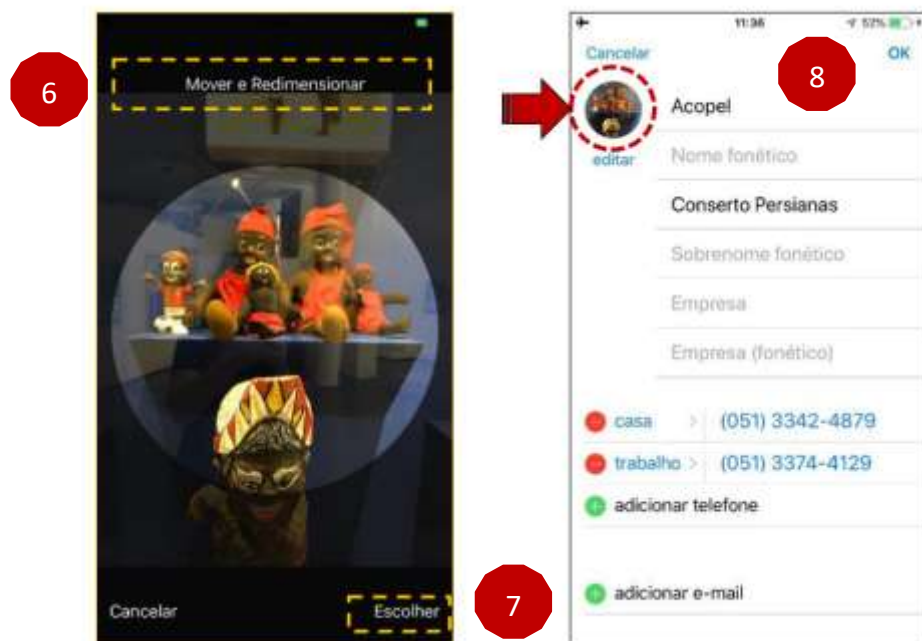 6
Mover e Redimensionar
Cancelar
Escolher
7
11:36
52%
Cancelar
8
OK
Acopel
editar
Nome fonético
Conserto Persianas
Sobrenome fonético
Empresa
Empresa (fonético)
casa > (051) 3342-4879
trabalho > (051) 3374-4129
adicionar telefone
adicionar e-mail